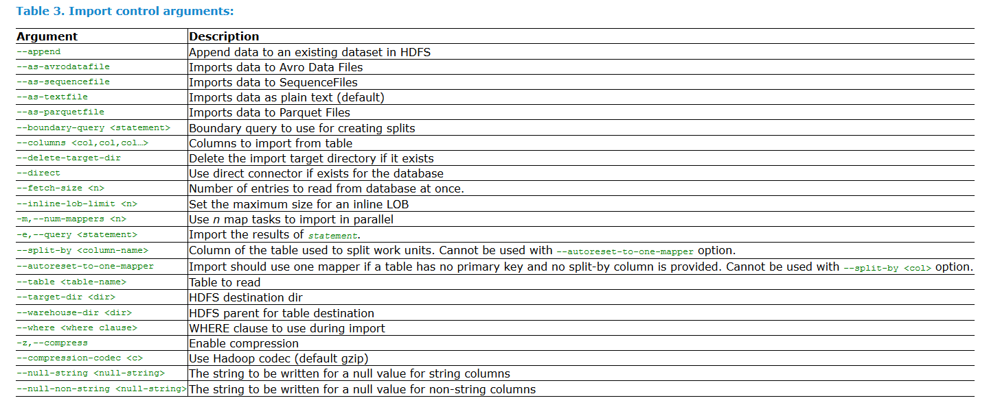 Table 3. Import control arguments:
Argument Description
--append Append data to an existing dataset in HDFS
--as-avrodatafile Imports data to Avro Data Files
--as-sequencefile Imports data to SequenceFiles
--as-textfile Imports data as plain text (default)
--as-parquetfile Imports data to Parquet Files
--boundary-query <statement> Boundary query to use for creating splits
--columns <col,col,col…> Columns to import from table
--delete-target-dir Delete the import target directory if it exists
--direct Use direct connector if exists for the database
--fetch-size <n> Number of entries to read from database at once.
--inline-lob-limit <n> Set the maximum size for an inline LOB
-m,--num-mappers <n> Use n map tasks to import in parallel
-e,--query <statement> Import the results of statement.
--split-by <column-name> Column of the table used to split work units. Cannot be used with --autoreset-to-one-mapper option.
--autoreset-to-one-mapper Import should use one mapper if a table has no primary key and no split-by column is provided. Cannot be used with --split-by <col> option.
--table <table-name> Table to read
--target-dir <dir> HDFS destination dir
--warehouse-dir <dir> HDFS parent for table destination
--where <where clause> WHERE clause to use during import
-z,--compress Enable compression
--compression-codec <c> Use Hadoop codec (default gzip)
--null-string <null-string> The string to be written for a null value for string columns
--null-non-string <null-string> The string to be written for a null value for non-string columns